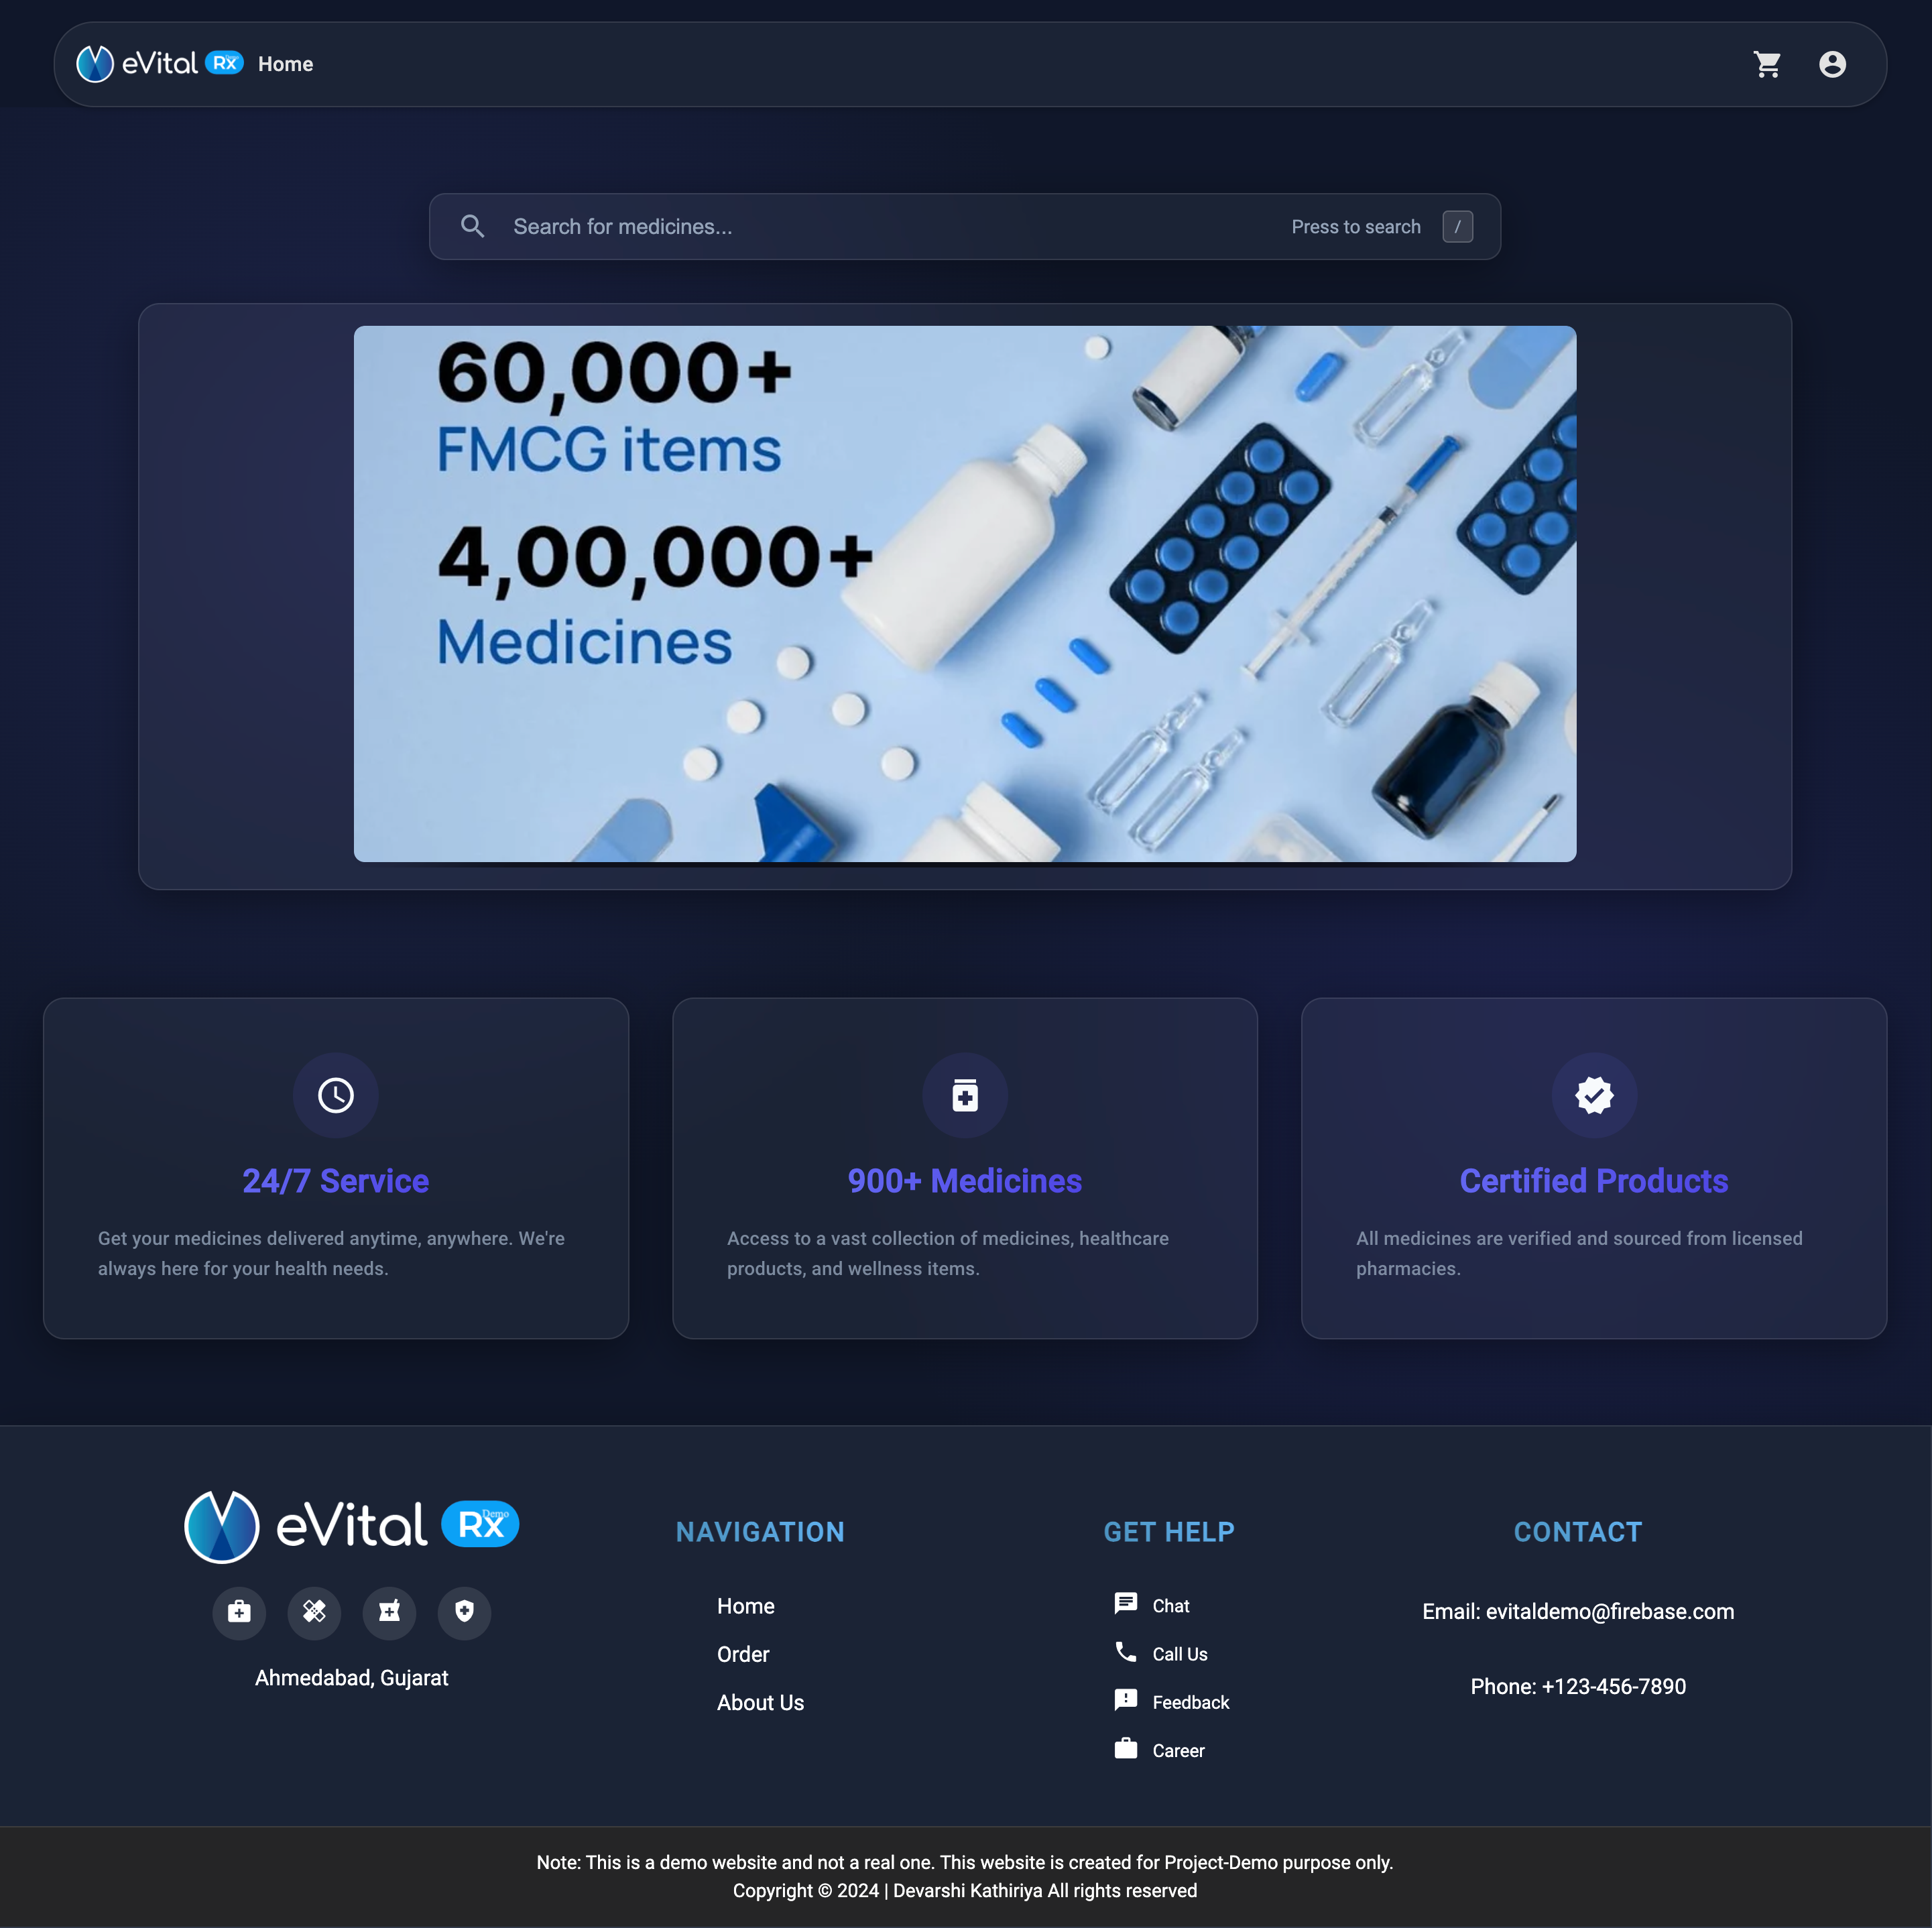 eVital Rx Demo Home
Search for medicines...
Press to search /
60,000+
FMCG items
4,00,000+
Medicines
24/7 Service
Get your medicines delivered anytime, anywhere. We're
always here for your health needs.
900+ Medicines
Access to a vast collection of medicines, healthcare
products, and wellness items.
Certified Products
All medicines are verified and sourced from licensed
pharmacies.
eVital Rx Demo
Ahmedabad, Gujarat
NAVIGATION
Home
Order
About Us
GET HELP
Chat
Call Us
Feedback
Career
CONTACT
Email: evitaldemo@firebase.com
Phone: +123-456-7890
Note: This is a demo website and not a real one. This website is created for Project-Demo purpose only.
Copyright © 2024 | Devarshi Kathiriya All rights reserved